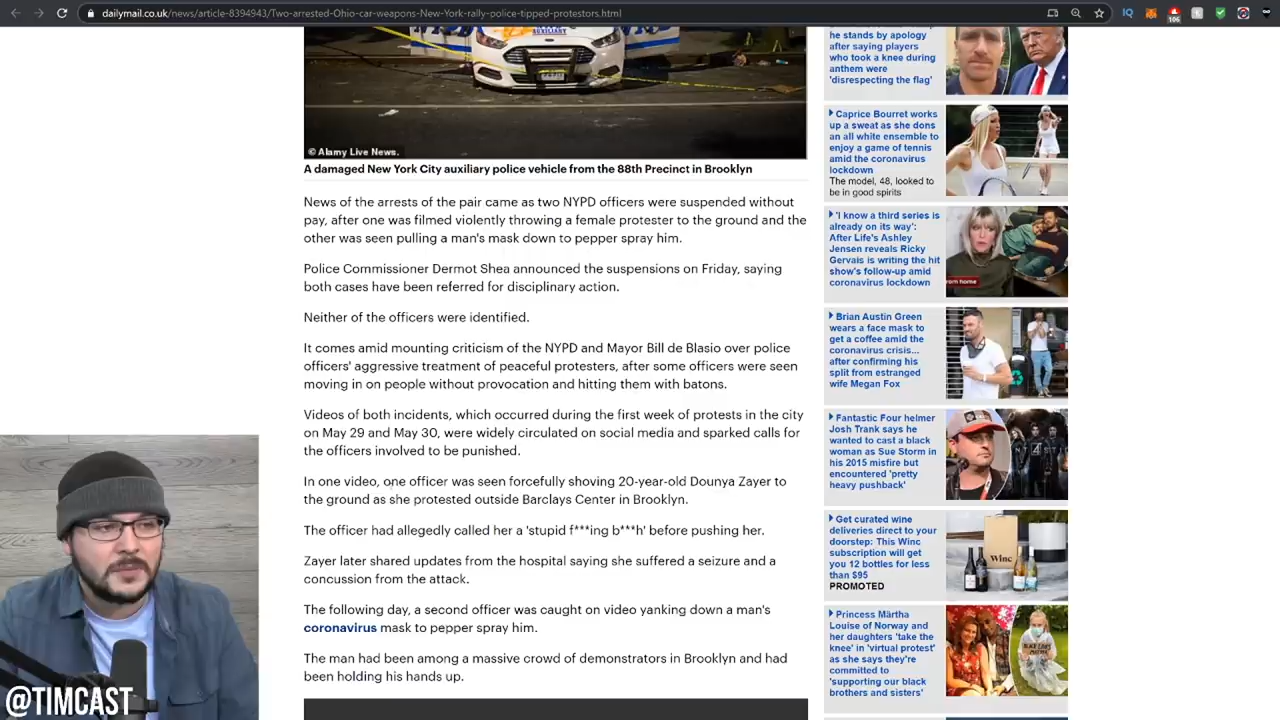 dailymail.co.uk/news/article-8394943/Two-arrested-Ohio-car-weapons-New-York-rally-police-tipped-protestors.html
106
AUXILIARY
© Alamy Live News.
A damaged New York City auxiliary police vehicle from the 88th Precinct in Brooklyn
News of the arrests of the pair came as two NYPD officers were suspended without
pay, after one was filmed violently throwing a female protester to the ground and the
other was seen pulling a man's mask down to pepper spray him.
Police Commissioner Dermot Shea announced the suspensions on Friday, saying
both cases have been referred for disciplinary action.
Neither of the officers were identified.
It comes amid mounting criticism of the NYPD and Mayor Bill de Blasio over police
officers' aggressive treatment of peaceful protesters, after some officers were seen
moving in on people without provocation and hitting them with batons.
Videos of both incidents, which occurred during the first week of protests in the city
on May 29 and May 30, were widely circulated on social media and sparked calls for
the officers involved to be punished.
In one video, one officer was seen forcefully shoving 20-year-old Dounya Zayer to
the ground as she protested outside Barclays Center in Brooklyn.
The officer had allegedly called her a 'stupid f***ing b***h' before pushing her.
Zayer later shared updates from the hospital saying she suffered a seizure and a
concussion from the attack.
The following day, a second officer was caught on video yanking down a man's
coronavirus mask to pepper spray him.
The man had been among a massive crowd of demonstrators in Brooklyn and had
been holding his hands up.
he stands by apology
after saying players
who took a knee during
anthem were
'disrespecting the flag'
Caprice Bourret works
up a sweat as she dons
an all white ensemble to
enjoy a game of tennis
amid the coronavirus
lockdown
The model, 48, looked to
be in good spirits
'I know a third series is
already on its way':
After Life's Ashley
Jensen reveals Ricky
Gervais is writing the hit
show's follow-up amid
coronavirus lockdown
Brian Austin Green
wears a face mask to
get a coffee amid the
coronavirus crisis...
after confirming his
split from estranged
wife Megan Fox
Fantastic Four helmer
Josh Trank says he
wanted to cast a black
woman as Sue Storm in
his 2015 misfire but
encountered 'pretty
heavy pushback'
Get curated wine
deliveries direct to your
doorstep: This Winc
subscription will get
you 12 bottles for less
than $95
PROMOTED
Winc
Princess Märtha
Louise of Norway and
her daughters 'take the
knee' in 'virtual protest'
as she says they're
committed to
'supporting our black
brothers and sisters'
@TIMCAST